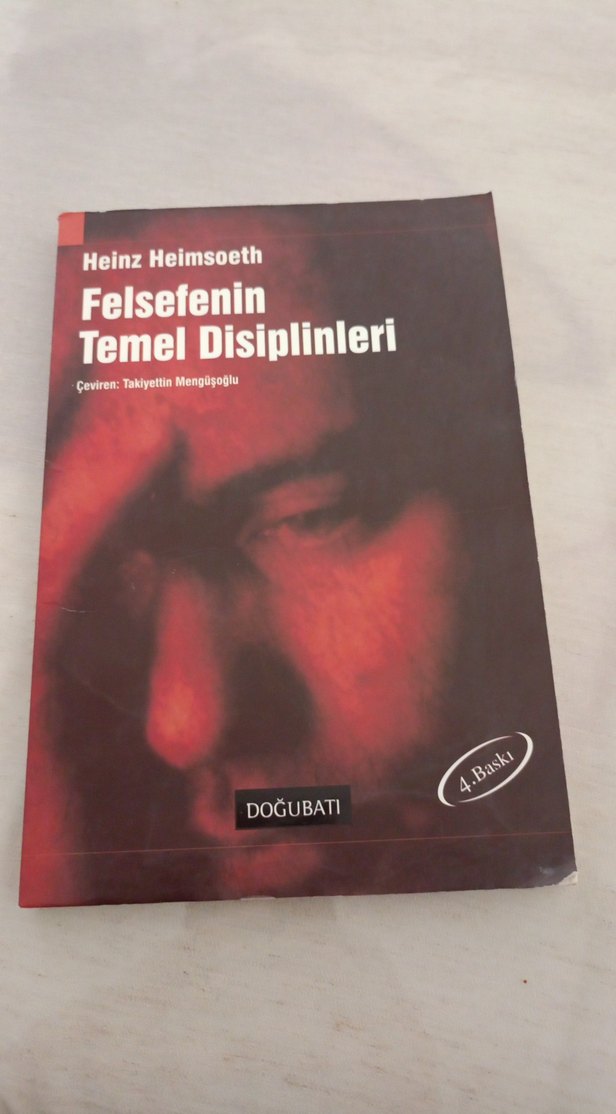 Heinz Heimsoeth
Felsefenin
Temel Disiplinleri
Çeviren: Takiyettin Mengüşoğlu
4.Baskı
DOĞUBATI